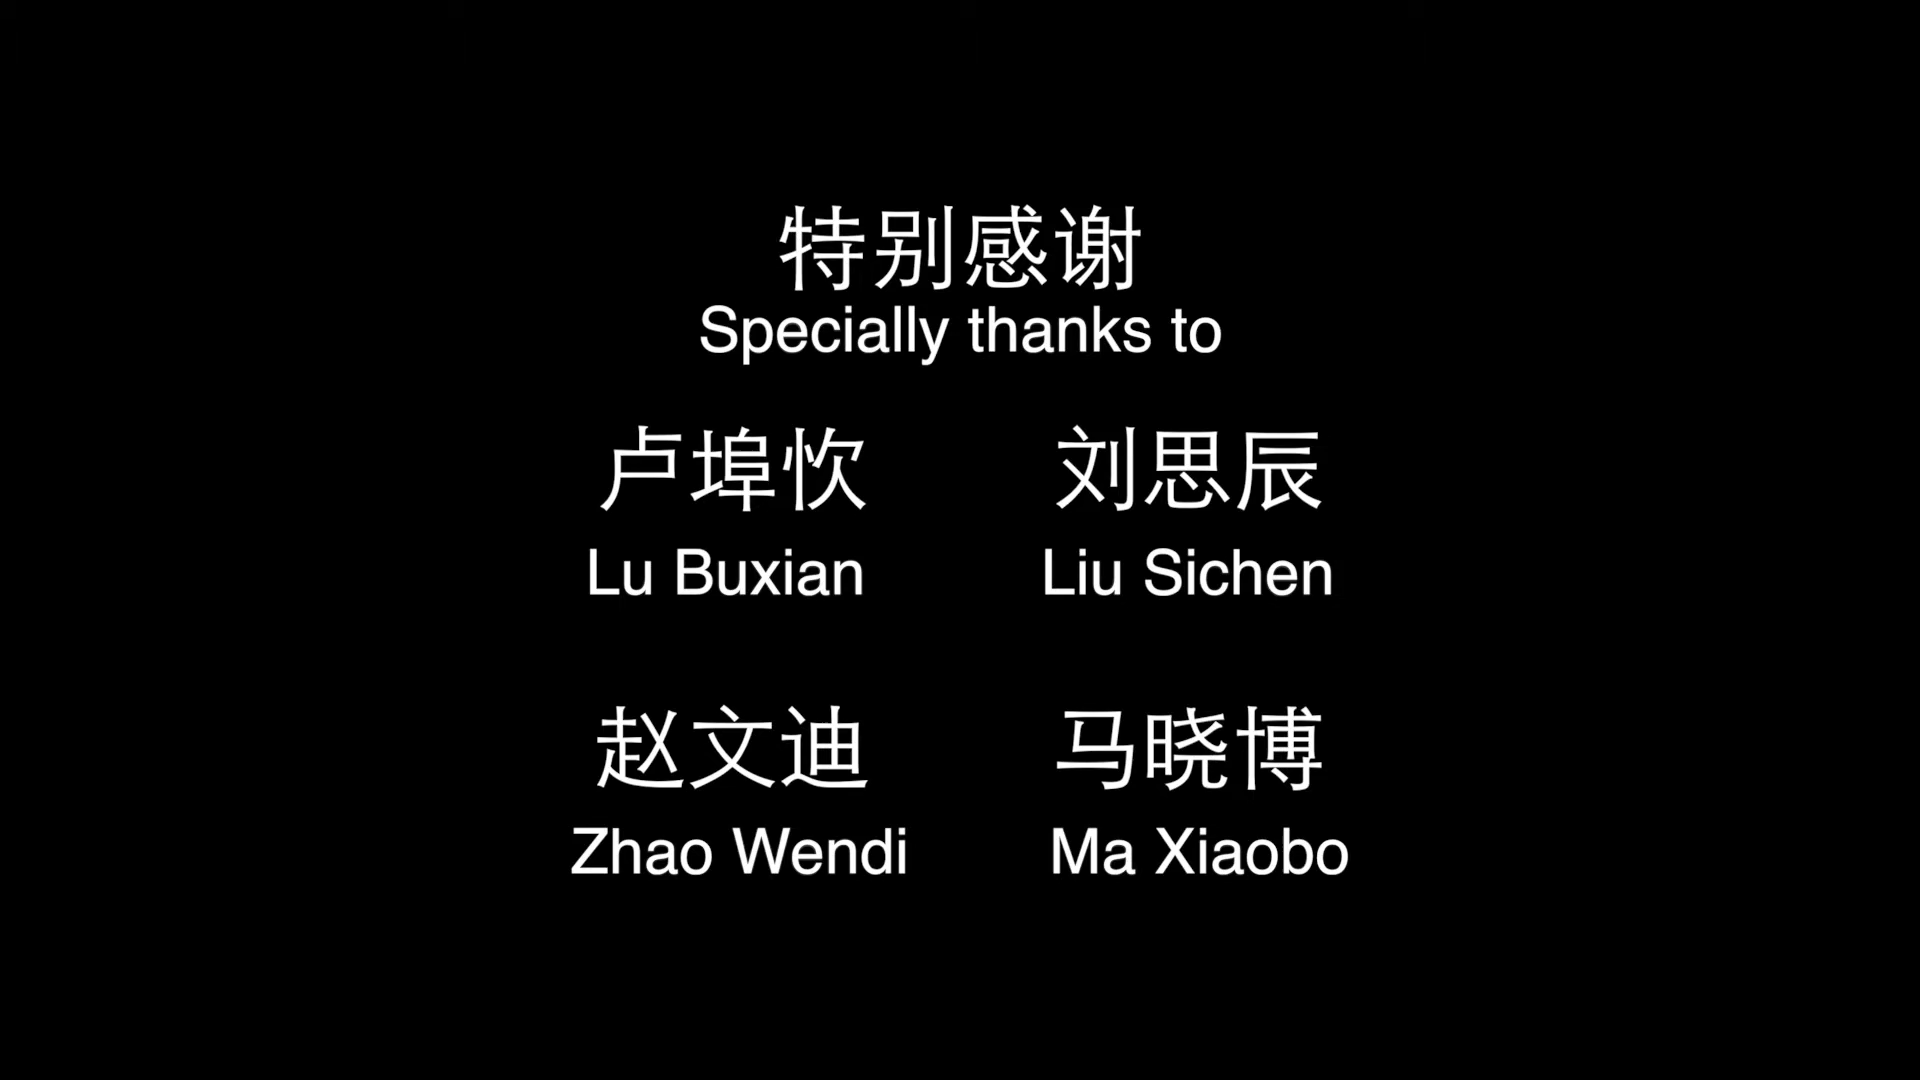 特别感谢
Specially thanks to
卢埠忺 刘思辰
Lu Buxian Liu Sichen
赵文迪 马晓博
Zhao Wendi Ma Xiaobo